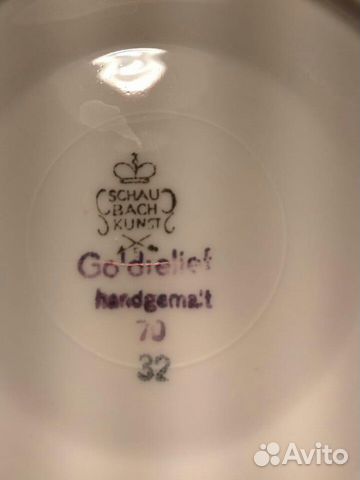 SCHAU
BACH
KUNST
Goldrelief
handgemalt
70
32
Avito